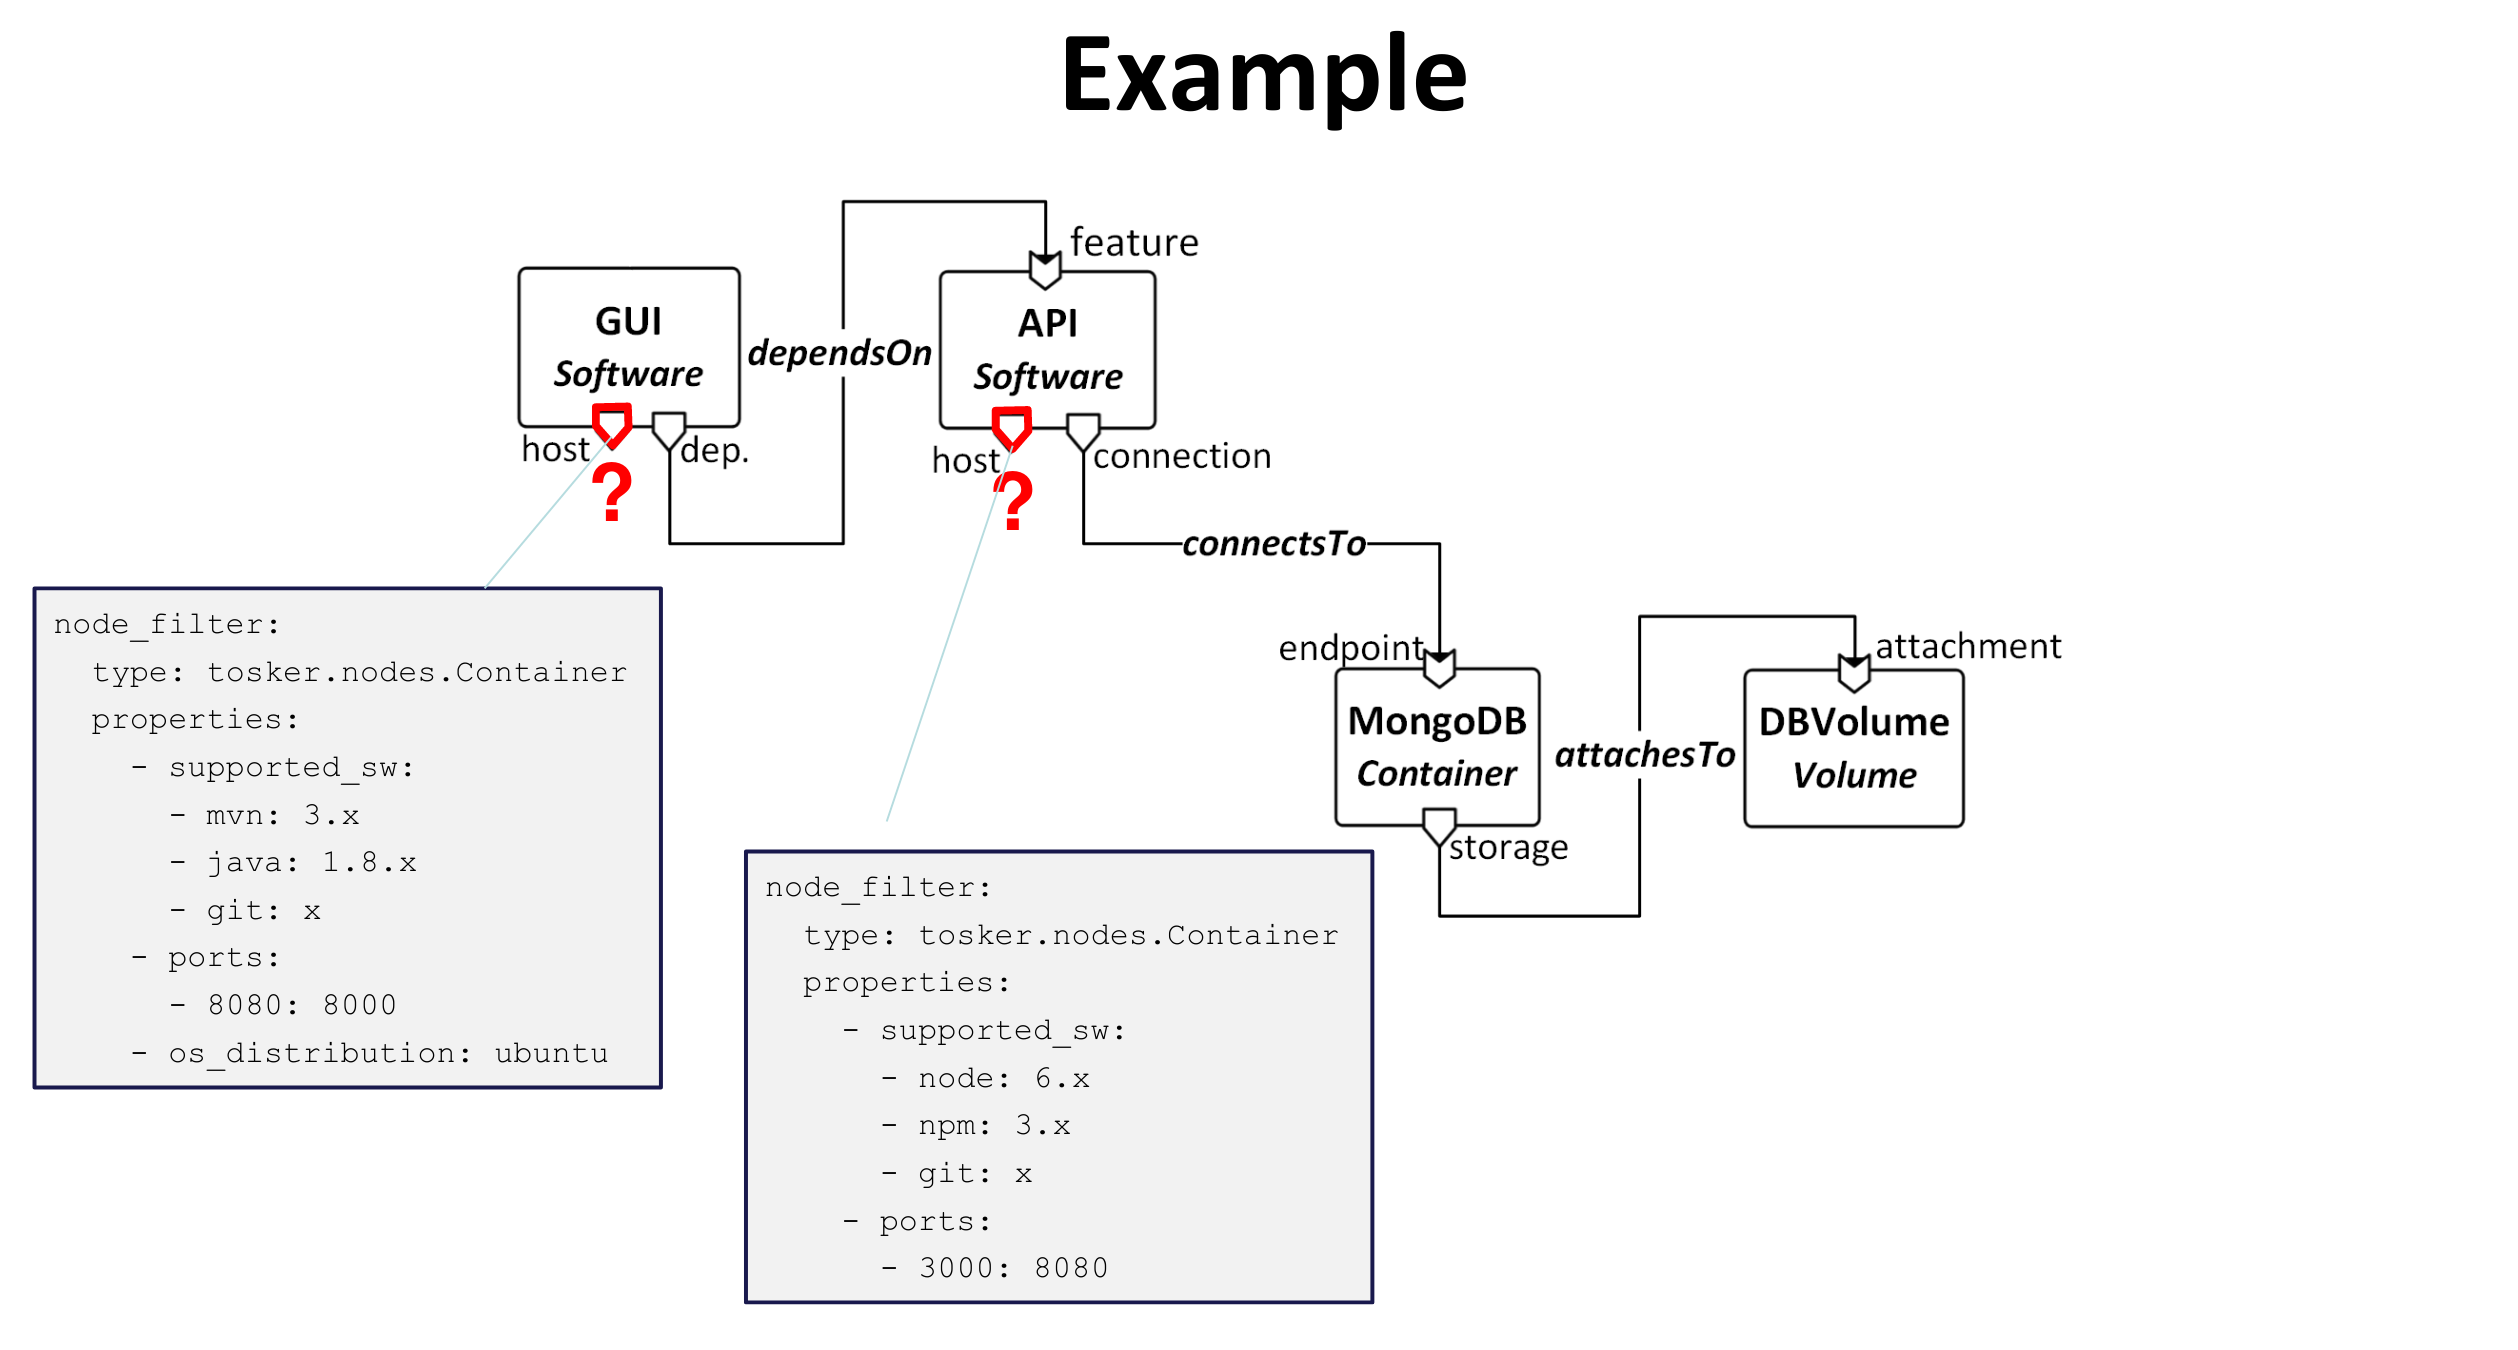 Example
feature
GUI
Software
dependsOn
API
Software
host
?
dep.
host
?
connection
connectsTo
endpoint
MongoDB
Container
storage
attachesTo
attachment
DBVolume
Volume
node_filter:
  type: tosker.nodes.Container
  properties:
    - supported_sw:
      - mvn: 3.x
      - java: 1.8.x
      - git: x
    - ports:
      - 8080: 8000
    - os_distribution: ubuntu
node_filter:
  type: tosker.nodes.Container
  properties:
    - supported_sw:
      - node: 6.x
      - npm: 3.x
      - git: x
    - ports:
      - 3000: 8080